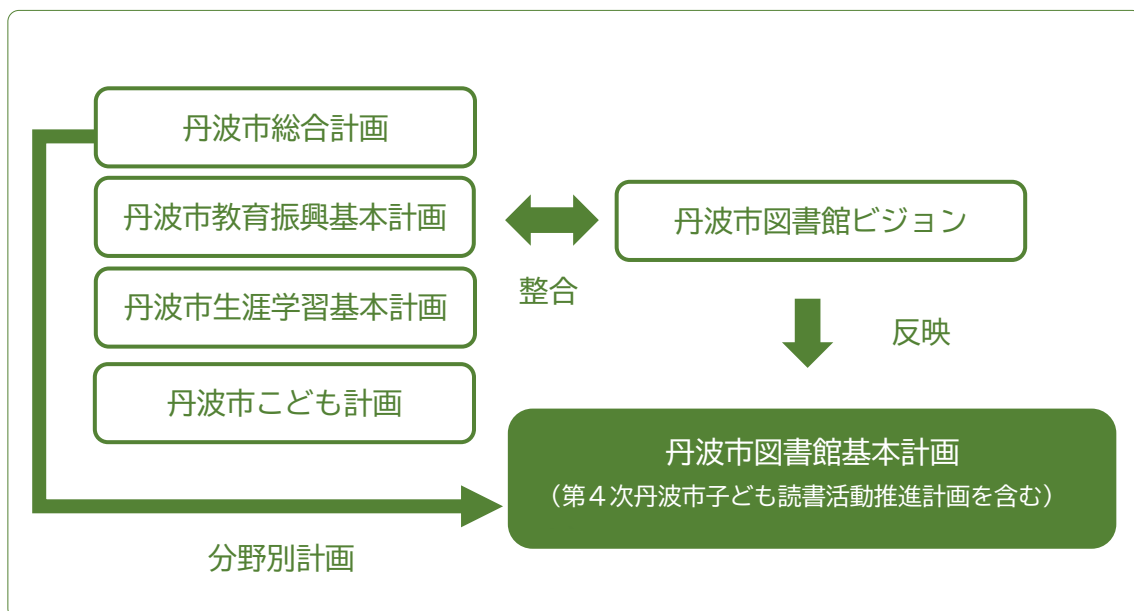 丹波市総合計画
丹波市教育振興基本計画
丹波市生涯学習基本計画
丹波市こども計画
整合
丹波市図書館ビジョン
反映
丹波市図書館基本計画
（第４次丹波市子ども読書活動推進計画を含む）
分野別計画